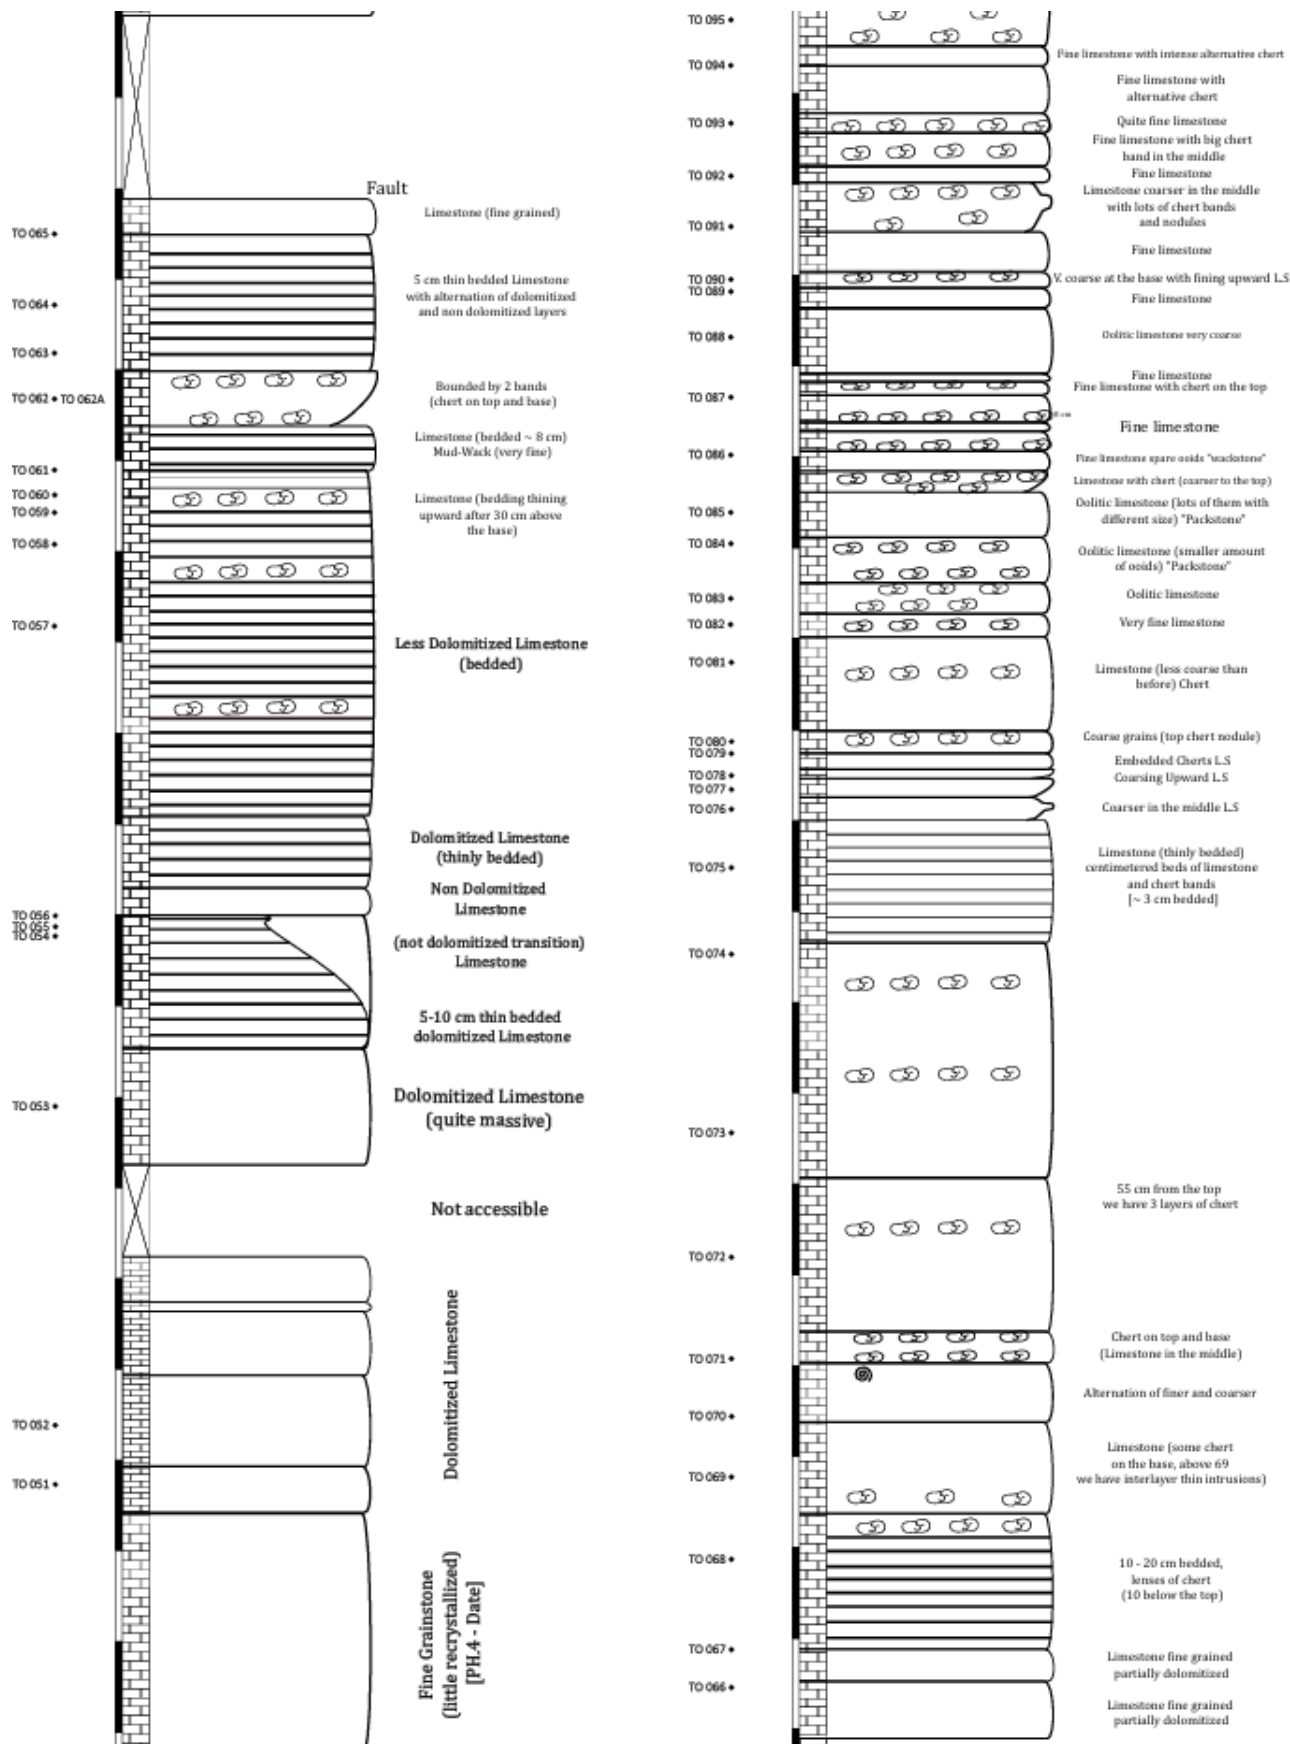 Fault
Limestone (fine grained)
TO 065
5 cm thin bedded Limestone
with alternation of dolomitized
and non dolomitized layers
TO 064
TO 063
Bounded by 2 bands
(chert on top and base)
TO 062 TO 062A
Limestone (bedded ~ 8 cm)
Mud-Wack (very fine)
TO 061
TO 060
Limestone (bedding thining
upward after 30 cm above
the base)
TO 059
TO 058
TO 057
Less Dolomitized Limestone
(bedded)
Dolomitized Limestone
(thinly bedded)
Non Dolomitized
Limestone
TO 056
TO 055
TO 054
(not dolomitized transition)
Limestone
5-10 cm thin bedded
dolomitized Limestone
Dolomitized Limestone
(quite massive)
TO 053
Not accessible
Dolomitized Limestone
TO 052
TO 051
Fine Grainstone
(little recrystallized)
[PH.4 - Date]
TO 095
Fine limestone with intense alternative chert
TO 094
Fine limestone with
alternative chert
TO 093
Quite fine limestone
Fine limestone with big chert
band in the middle
TO 092
Fine limestone
Limestone coarser in the middle
with lots of chert bands
and nodules
TO 091
Fine limestone
TO 090
V. coarse at the base with fining upward L.S
TO 089
Fine limestone
TO 088
Oolitic limestone very coarse
Fine limestone
Fine limestone with chert on the top
TO 087
cm
Fine limestone
TO 086
Fine limestone spare ooids "wackstone"
Limestone with chert (coarser to the top)
TO 085
Oolitic limestone (lots of them with
different size) "Packstone"
TO 084
Oolitic limestone (smaller amount
of ooids) "Packstone"
TO 083
Oolitic limestone
TO 082
Very fine limestone
TO 081
Limestone (less coarse than
before) Chert
TO 080
Coarse grains (top chert nodule)
TO 079
Embedded Cherts L.S
TO 078
Coarsing Upward L.S
TO 077
TO 076
Coarser in the middle L.S
TO 075
Limestone (thinly bedded)
centimetered beds of limestone
and chert bands
[~ 3 cm bedded]
TO 074
TO 073
55 cm from the top
we have 3 layers of chert
TO 072
Chert on top and base
(Limestone in the middle)
TO 071
Alternation of finer and coarser
TO 070
Limestone (some chert
on the base, above 69
we have interlayer thin intrusions)
TO 069
TO 068
10 - 20 cm bedded,
lenses of chert
(10 below the top)
TO 067
Limestone fine grained
partially dolomitized
TO 066
Limestone fine grained
partially dolomitized